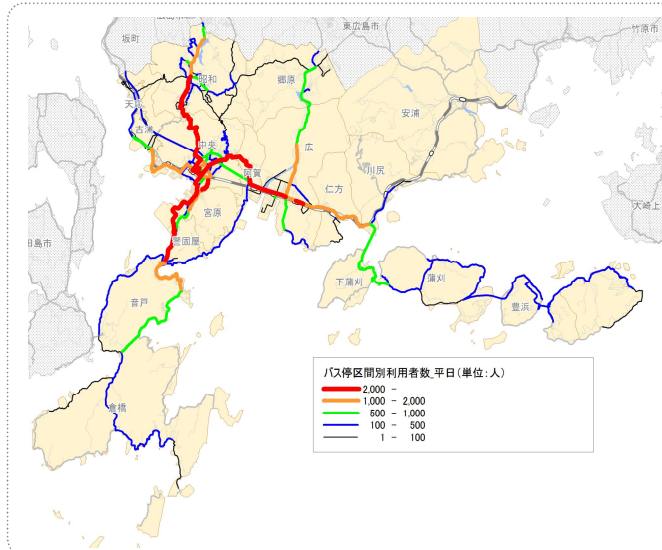 坂町
東広島市
竹原市
昭和
郷原
天応
安浦
吉浦
中央
広
阿賀
川尻
仁方
大崎上
宮原
警固屋
下蒲刈
蒲刈
音戸
豊浜
倉橋
バス停区間別利用者数_平日(単位:人)
2,000 -
1,000 - 2,000
500 - 1,000
100 - 500
1 - 100